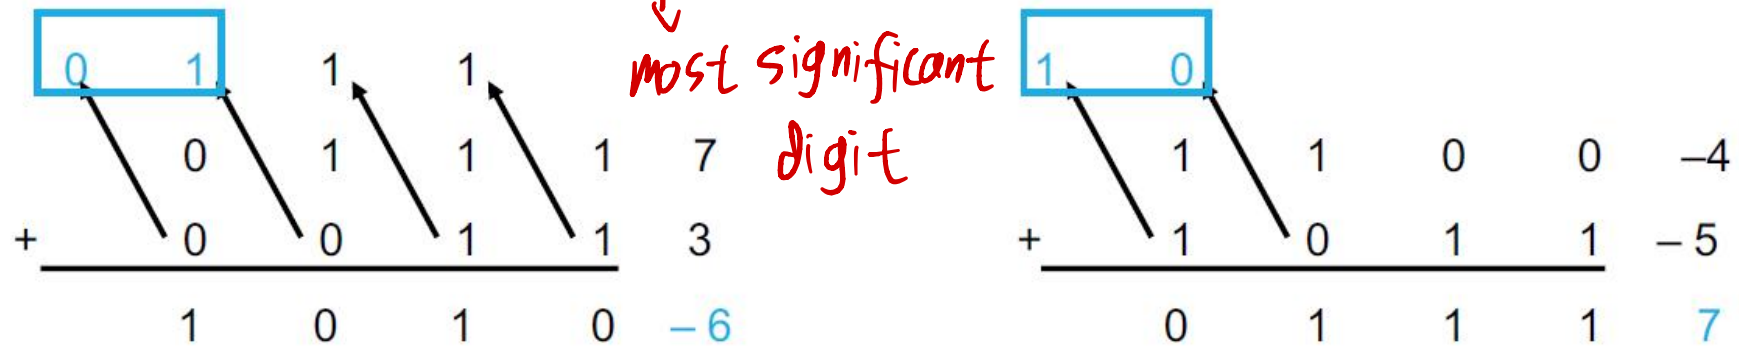 0 1 1 1
0 1 1 1 7
+ 0 0 1 1 3
1 0 1 0 – 6
most significant
digit
1 0
1 1 0 0 –4
+ 1 0 1 1 – 5
0 1 1 1 7